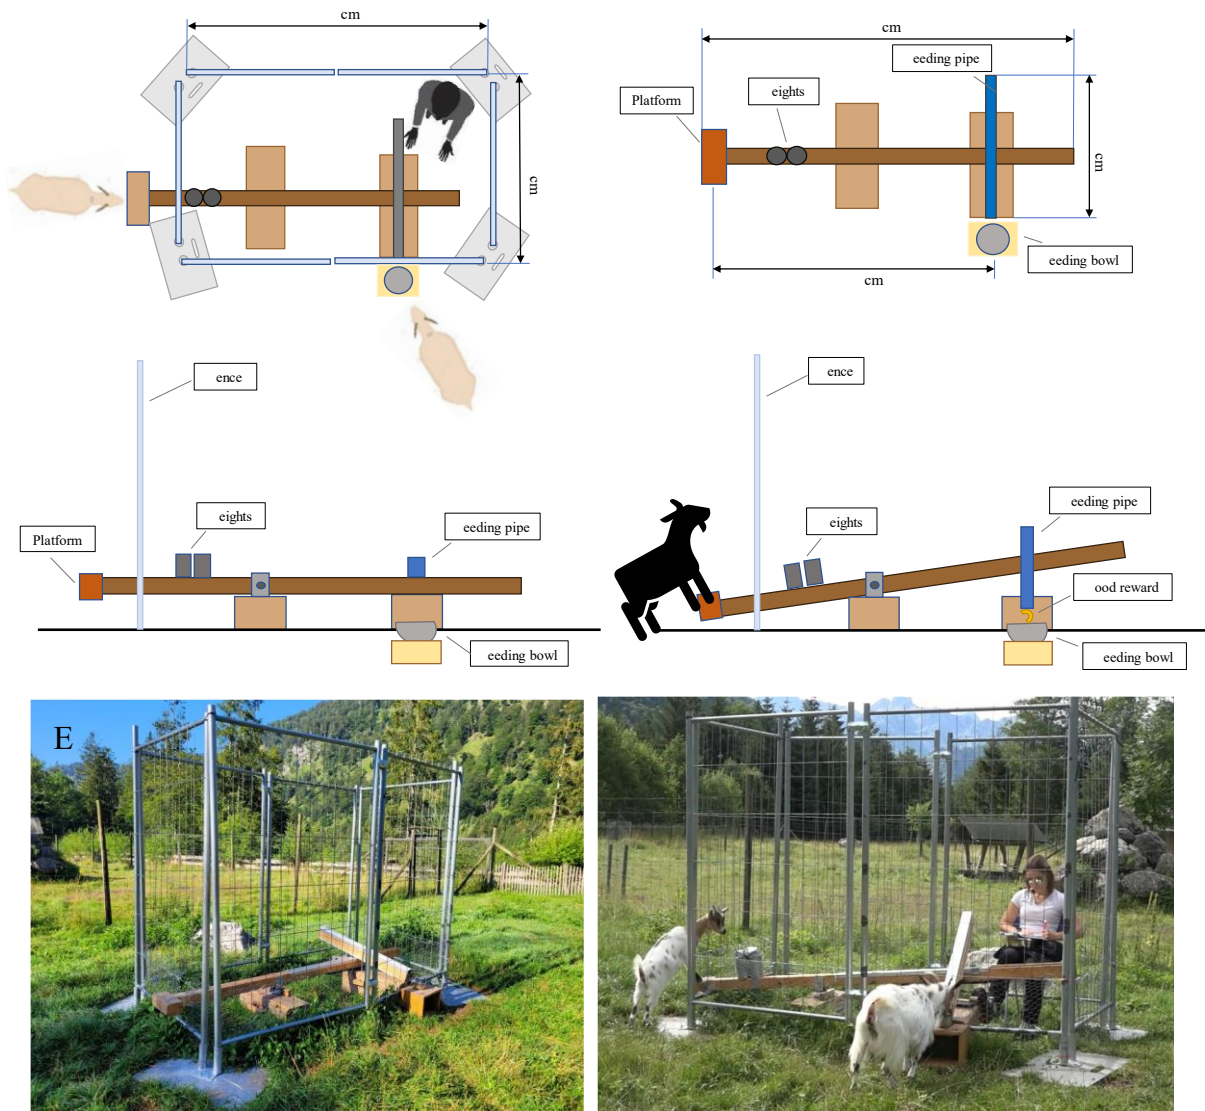 cm
cm
eeding pipe
Platform
eights
cm
cm
eeding bowl
cm
ence
ence
eeding pipe
eights
eeding pipe
eights
Platform
ood reward
eeding bowl
eeding bowl
E